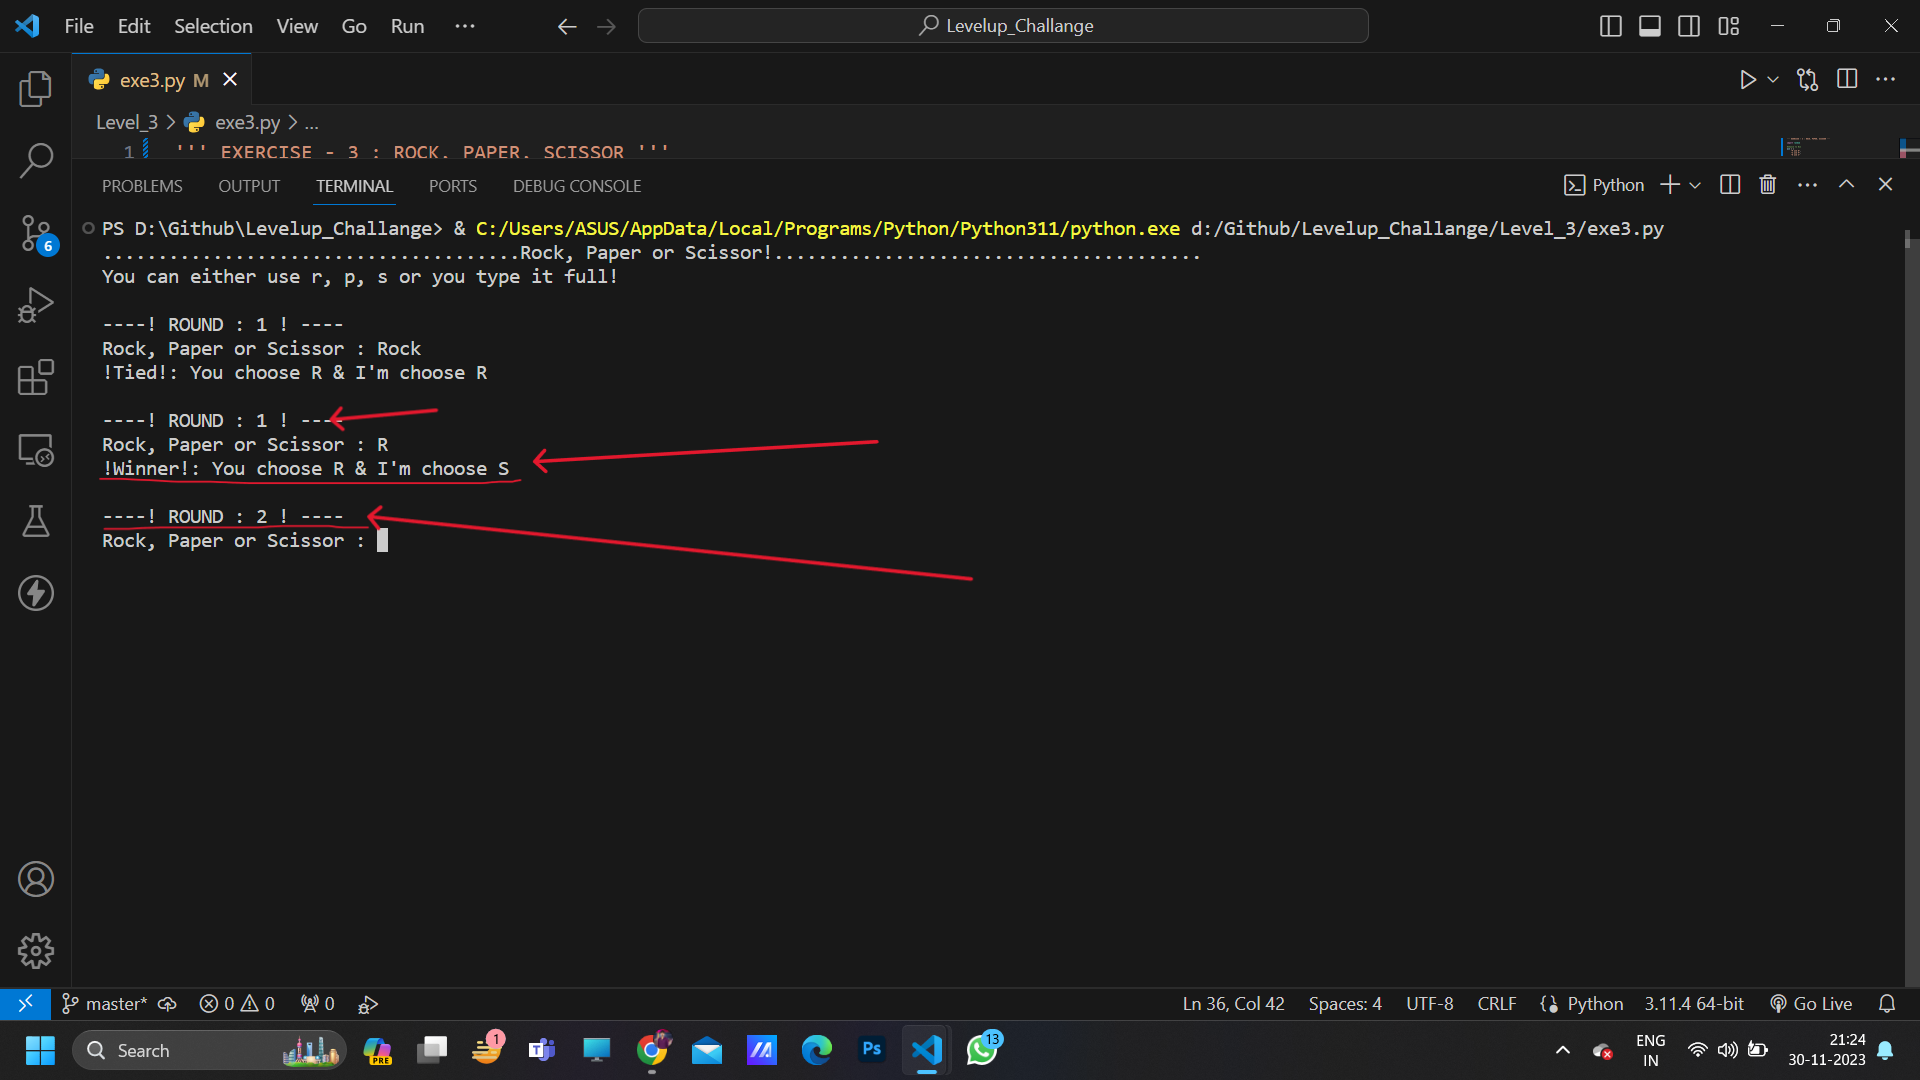 File Edit Selection View Go Run ... Levelup_Challange
exe3.py M
Level_3 > exe3.py > ...
1 ''' EXERCISE - 3 : ROCK, PAPER, SCISSOR '''
PROBLEMS OUTPUT TERMINAL PORTS DEBUG CONSOLE Python
PS D:\Github\Levelup_Challange> & C:/Users/ASUS/AppData/Local/Programs/Python/Python311/python.exe d:/Github/Levelup_Challange/Level_3/exe3.py
......................................Rock, Paper or Scissor!.......................................
You can either use r, p, s or you type it full!
----! ROUND : 1 ! ----
Rock, Paper or Scissor : Rock
!Tied!: You choose R & I'm choose R
----! ROUND : 1 ! ----
Rock, Paper or Scissor : R
!Winner!: You choose R & I'm choose S
----! ROUND : 2 ! ----
Rock, Paper or Scissor :
6
master* 0 0 0 Ln 36, Col 42 Spaces: 4 UTF-8 CRLF Python 3.11.4 64-bit Go Live
Search PRE 1 Ps 13 ENG 21:24
IN 30-11-2023